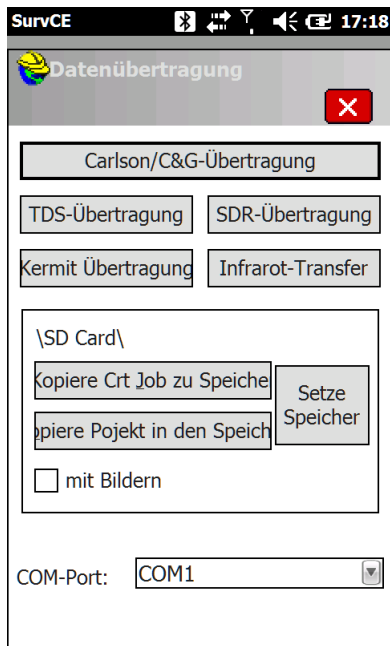 SurvCE 17:18
Datenübertragung
Carlson/C&G-Übertragung
TDS-Übertragung SDR-Übertragung
Kermit Übertragung Infrarot-Transfer
\SD Card\
Kopiere Crt Job zu Speiche
Setze
Speicher
opiere Pojekt in den Speich
mit Bildern
COM-Port: COM1